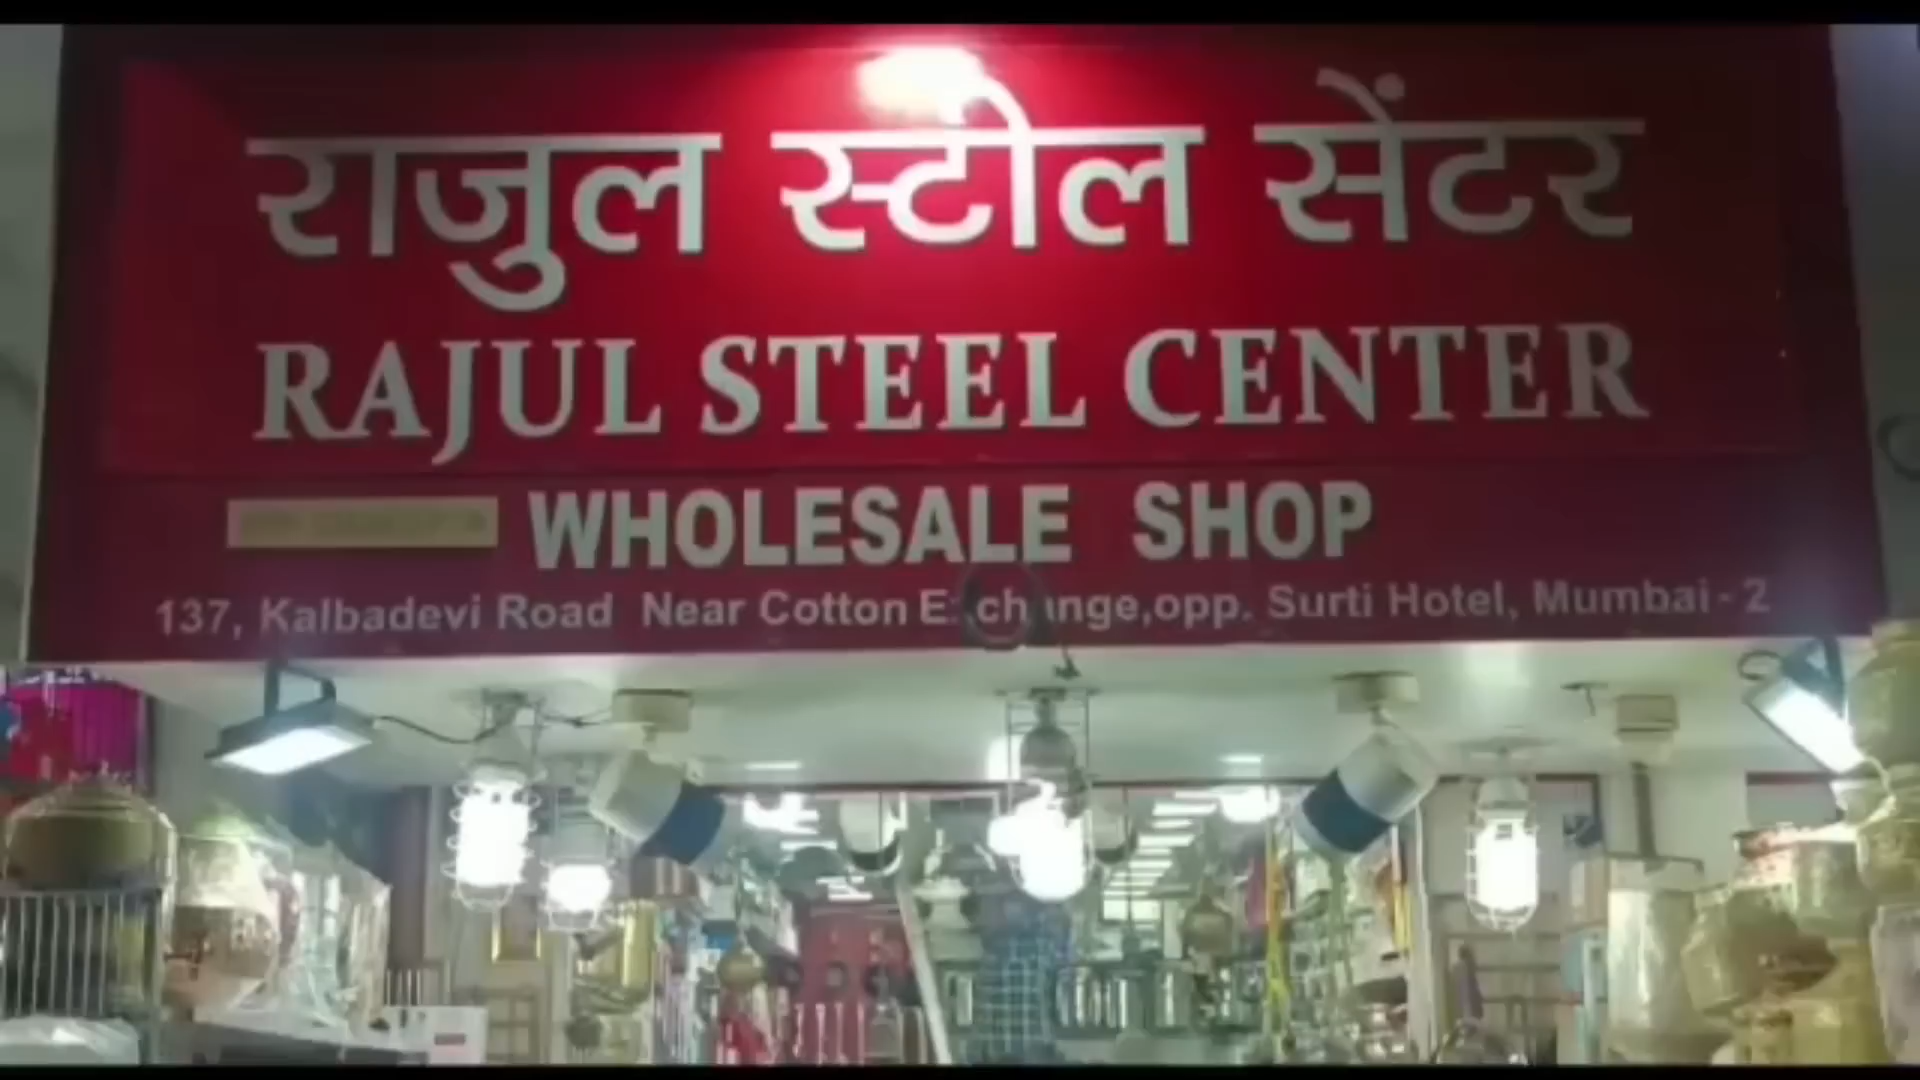 राजुल स्टील सेंटर
RAJUL STEEL CENTER
WHOLESALE SHOP
137, Kalbadevi Road Near Cotton Exchange,opp. Surti Hotel, Mumbai - 2